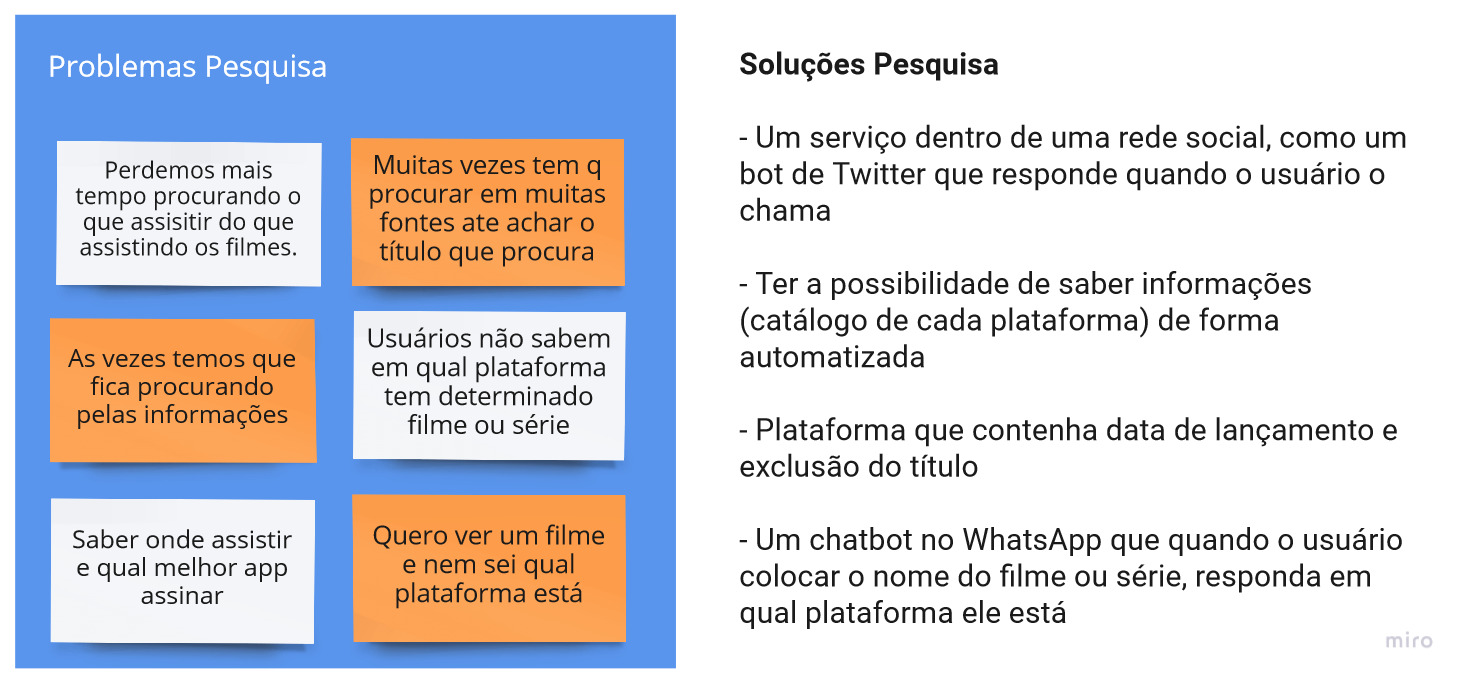 Problemas Pesquisa
Perdemos mais
tempo procurando o
que assisitir do que
assistindo os filmes.
Muitas vezes tem q
procurar em muitas
fontes ate achar o
título que procura
As vezes temos que
fica procurando
pelas informações
Usuários não sabem
em qual plataforma
tem determinado
filme ou série
Saber onde assistir
e qual melhor app
assinar
Quero ver um filme
e nem sei qual
plataforma está
Soluções Pesquisa
- Um serviço dentro de uma rede social, como um
bot de Twitter que responde quando o usuário o
chama
- Ter a possibilidade de saber informações
(catálogo de cada plataforma) de forma
automatizada
- Plataforma que contenha data de lançamento e
exclusão do título
- Um chatbot no WhatsApp que quando o usuário
colocar o nome do filme ou série, responda em
qual plataforma ele está
miro